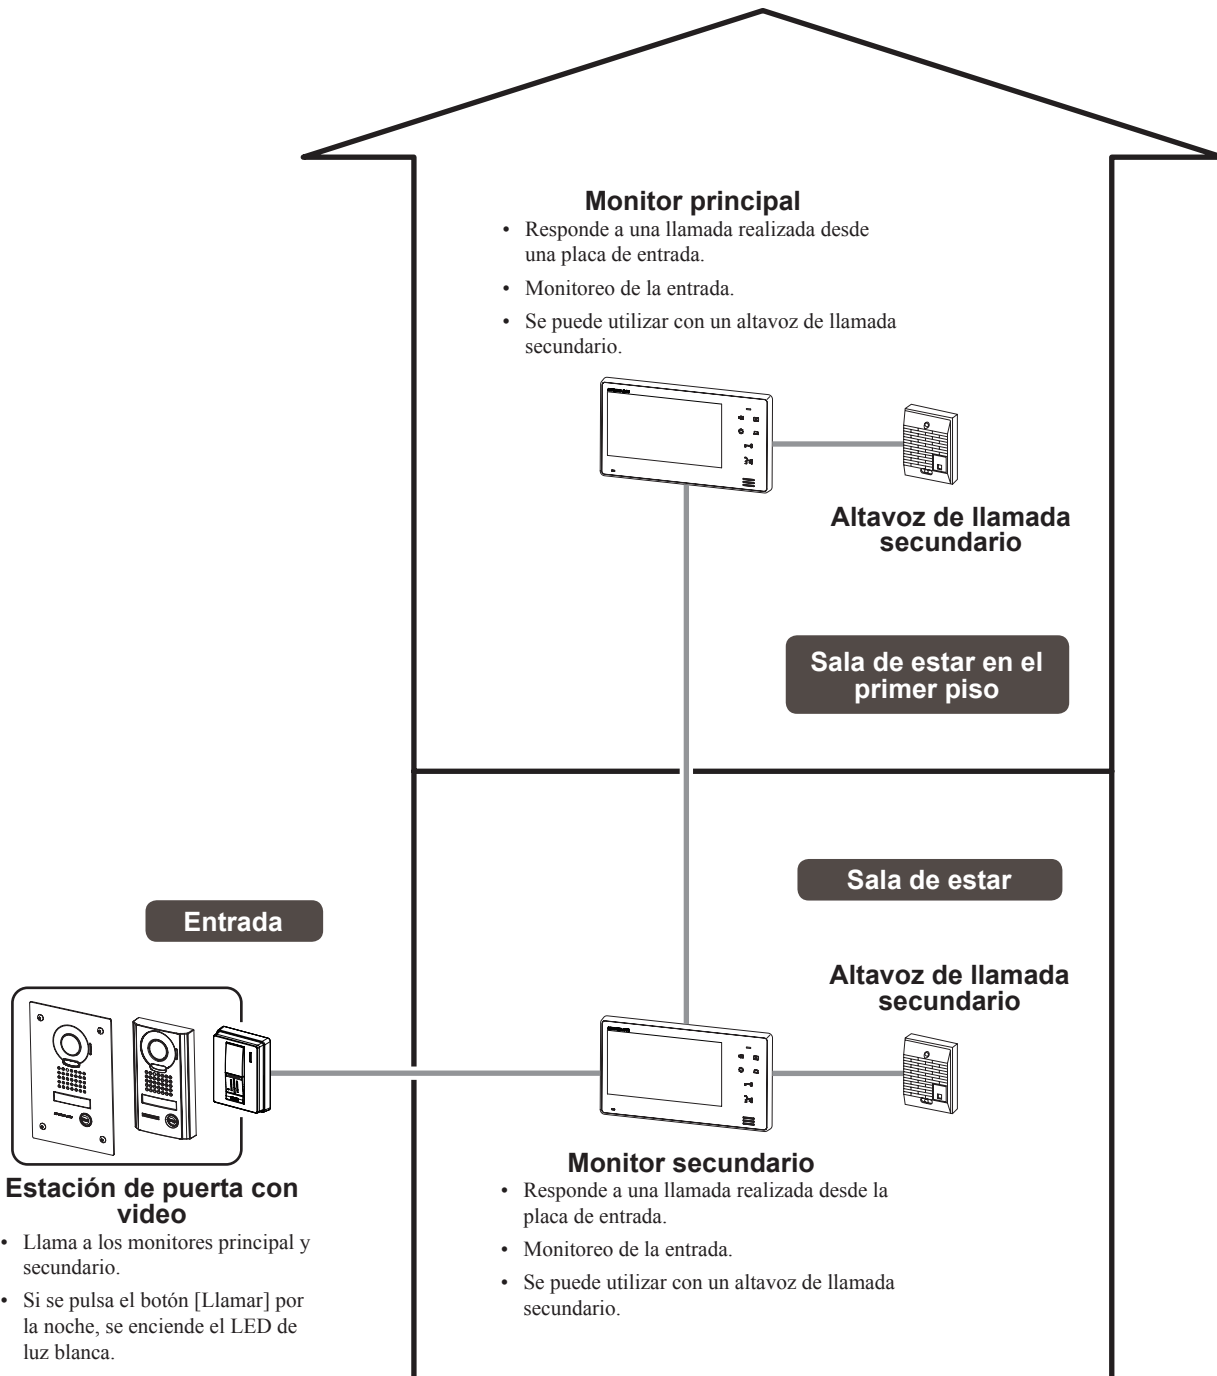 Monitor principal
• Responde a una llamada realizada desde
una placa de entrada.
• Monitoreo de la entrada.
• Se puede utilizar con un altavoz de llamada
secundario.
Altavoz de llamada
secundario
Sala de estar en el
primer piso
Sala de estar
Entrada
Altavoz de llamada
secundario
Estación de puerta con
video
• Llama a los monitores principal y
secundario.
• Si se pulsa el botón [Llamar] por
la noche, se enciende el LED de
luz blanca.
Monitor secundario
• Responde a una llamada realizada desde la
placa de entrada.
• Monitoreo de la entrada.
• Se puede utilizar con un altavoz de llamada
secundario.